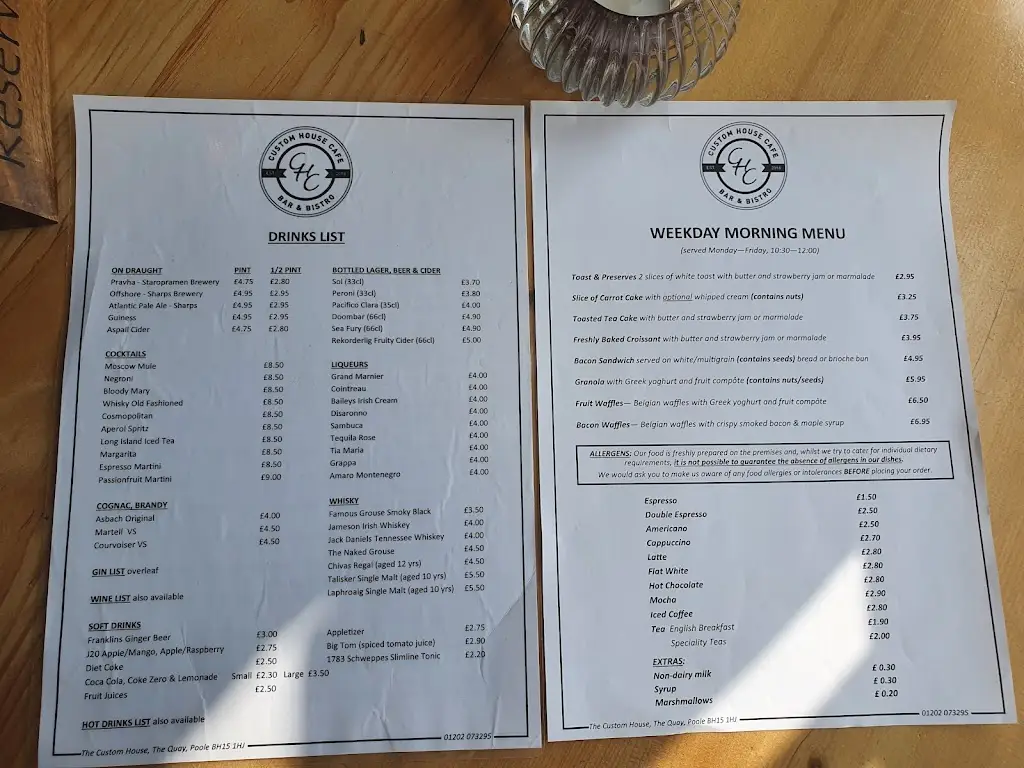 Reserv
CUSTOM HOUSE CAFE
CHC
EST
BAR & BISTRO
DRINKS LIST
ON DRAUGHT PINT 1/2 PINT
Pravha - Staropramen Brewery £4.75 £2.80
Offshore - Sharps Brewery £4.95 £2.95
Atlantic Pale Ale - Sharps £4.95 £2.95
Guiness £4.95 £2.95
Aspall Cider £4.75 £2.80
COCKTAILS
Moscow Mule £8.50
Negroni £8.50
Bloody Mary £8.50
Whisky Old Fashioned £8.50
Cosmopolitan £8.50
Aperol Spritz £8.50
Long Island Iced Tea £8.50
Margarita £8.50
Espresso Martini £8.50
Passionfruit Martini £9.00
COGNAC, BRANDY
Asbach Original £4.00
Martell VS £4.50
Courvoiser VS £4.50
GIN LIST overleaf
WINE LIST also available
SOFT DRINKS
Franklins Ginger Beer £3.00
J20 Apple/Mango, Apple/Raspberry £2.75
Diet Coke £2.50
Coca Cola, Coke Zero & Lemonade Small £2.30 Large £3.50
Fruit Juices £2.50
HOT DRINKS LIST also available
BOTTLED LAGER, BEER & CIDER
Sol (33cl) £3.70
Peroni (33cl) £3.80
Pacifico Clara (35cl) £4.00
Doombar (66cl) £4.90
Sea Fury (66cl) £4.90
Rekorderlig Fruity Cider (66cl) £5.00
LIQUEURS
Grand Marnier £4.00
Cointreau £4.00
Baileys Irish Cream £4.00
Disaronno £4.00
Sambuca £4.00
Tequila Rose £4.00
Tia Maria £4.00
Grappa £4.00
Amaro Montenegro £4.00
WHISKY
Famous Grouse Smoky Black £3.50
Jameson Irish Whiskey £4.00
Jack Daniels Tennessee Whiskey £4.00
The Naked Grouse £4.50
Chivas Regal (aged 12 yrs) £4.50
Talisker Single Malt (aged 10 yrs) £5.50
Laphroaig Single Malt (aged 10 yrs) £5.50
Appletizer £2.75
Big Tom (spiced tomato juice) £2.90
1783 Schweppes Slimline Tonic £2.20
The Custom House, The Quay, Poole BH15 1HJ 01202 073295
CUSTOM HOUSE CAFE
CHC
EST
BAR & BISTRO
WEEKDAY MORNING MENU
(served Monday—Friday, 10:30—12:00)
Toast & Preserves 2 slices of white toast with butter and strawberry jam or marmalade £2.95
Slice of Carrot Cake with optional whipped cream (contains nuts) £3.25
Toasted Tea Cake with butter and strawberry jam or marmalade £3.75
Freshly Baked Croissant with butter and strawberry jam or marmalade £3.95
Bacon Sandwich served on white/multigrain (contains seeds) bread or brioche bun £4.95
Granola with Greek yoghurt and fruit compôte (contains nuts/seeds) £5.95
Fruit Waffles— Belgian waffles with Greek yoghurt and fruit compôte £6.50
Bacon Waffles— Belgian waffles with crispy smoked bacon & maple syrup £6.95
ALLERGENS: Our food is freshly prepared on the premises and, whilst we try to cater for individual dietary
requirements, it is not possible to guarantee the absence of allergens in our dishes.
We would ask you to make us aware of any food allergies or intolerances BEFORE placing your order.
Espresso £1.50
Double Espresso £2.50
Americano £2.50
Cappuccino £2.70
Latte £2.80
Flat White £2.80
Hot Chocolate £2.80
Mocha £2.90
Iced Coffee £2.80
Tea English Breakfast £1.90
Speciality Teas £2.00
EXTRAS:
Non-dairy milk £ 0.30
Syrup £ 0.30
Marshmallows £ 0.20
The Custom House, The Quay, Poole BH15 1HJ 01202 073295